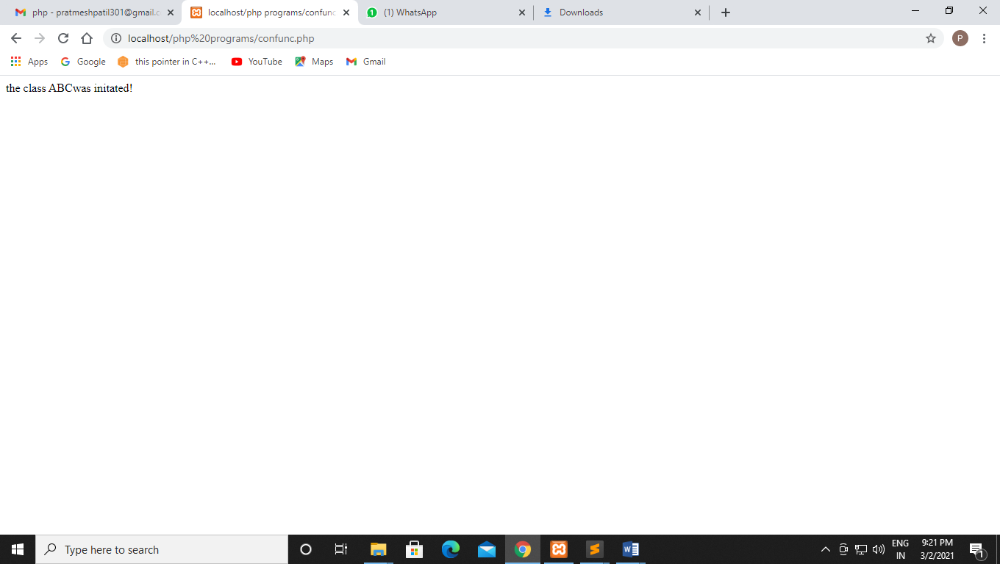 php - pratmeshpatil301@gmail.c
localhost/php programs/confunc
(1) WhatsApp
Downloads
localhost/php%20programs/confunc.php
P
Apps
Google
this pointer in C++...
YouTube
Maps
Gmail
the class ABCwas initated!
Type here to search
ENG
IN
9:21 PM
3/2/2021
1